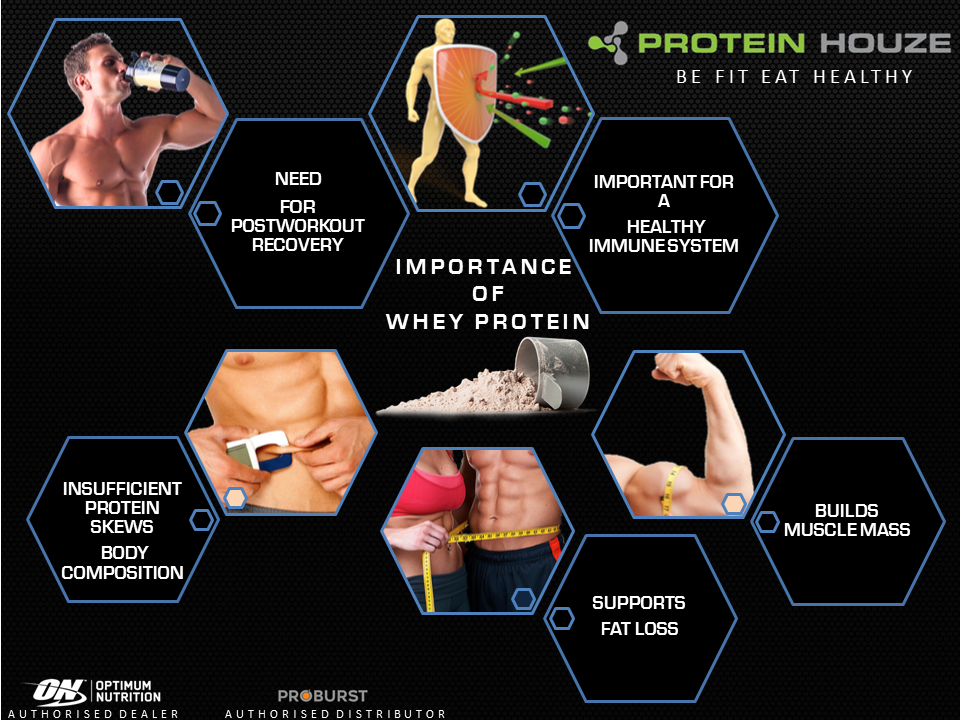 PROTEIN HOUZE
BE FIT EAT HEALTHY
NEED
FOR
POSTWORKOUT
RECOVERY
IMPORTANT FOR
A
HEALTHY
IMMUNE SYSTEM
IMPORTANCE
OF
WHEY PROTEIN
INSUFFICIENT
PROTEIN
SKEWS
BODY
COMPOSITION
BUILDS
MUSCLE MASS
SUPPORTS
FAT LOSS
ON OPTIMUM
NUTRITION
AUTHORISED DEALER
PROBURST
AUTHORISED DISTRIBUTOR